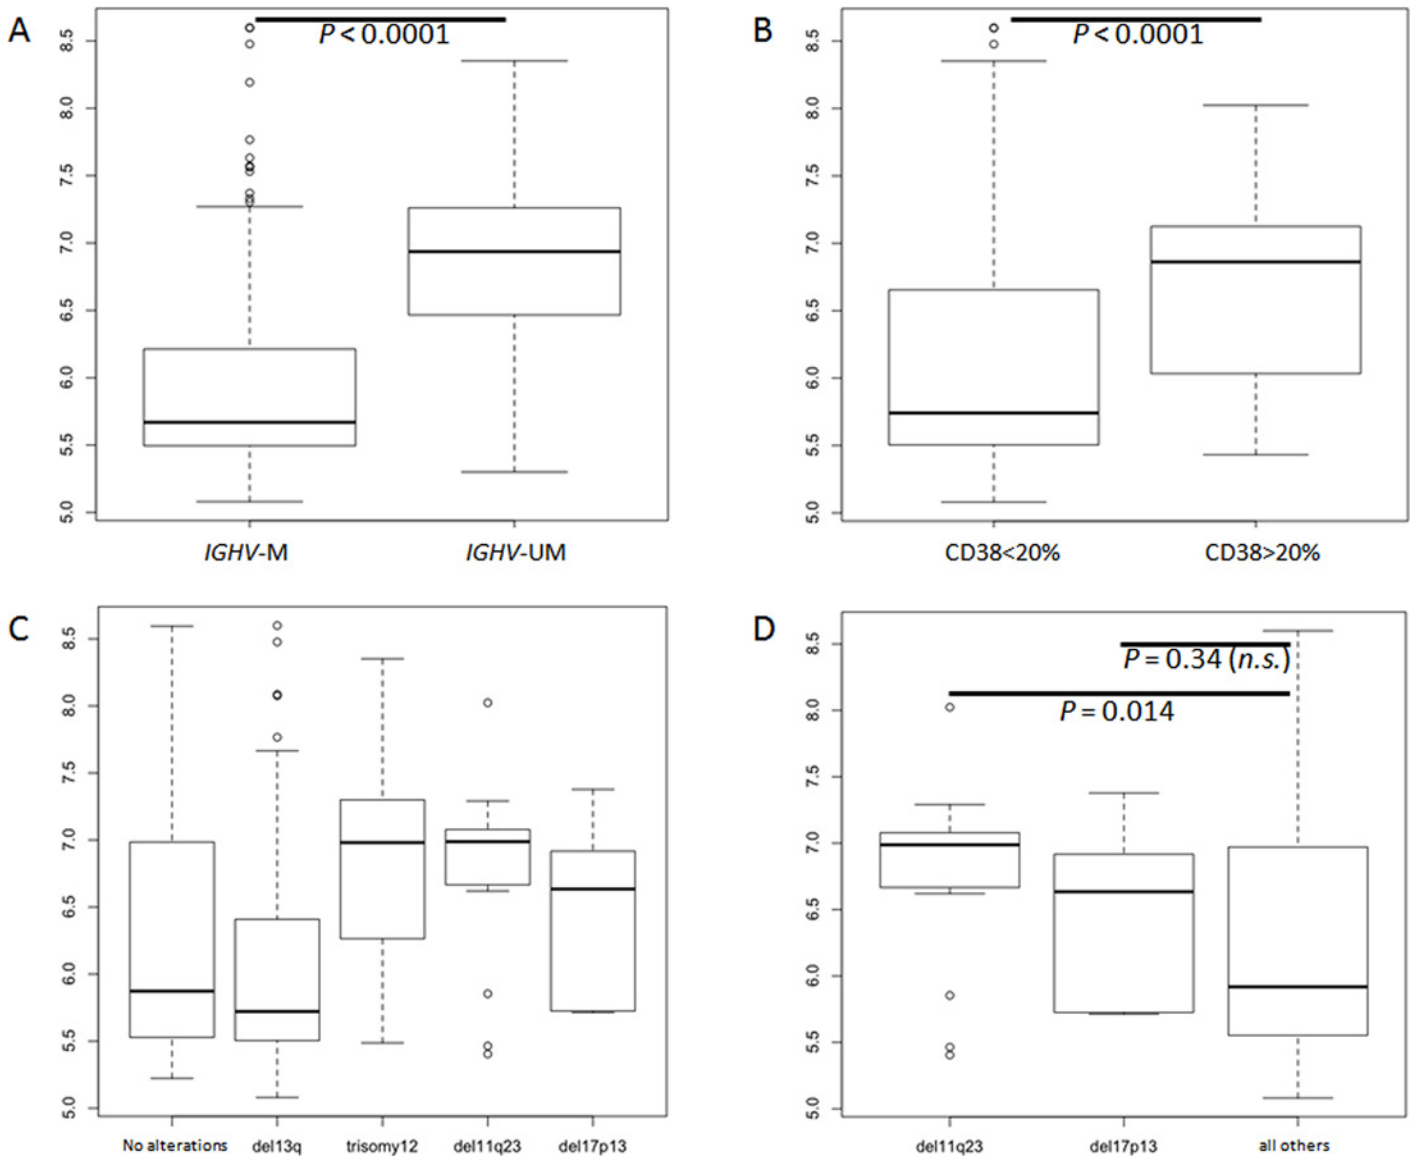 A
P < 0.0001
8.5
8.0
7.5
7.0
6.5
6.0
5.5
5.0
IGHV-M
IGHV-UM
B
P < 0.0001
8.5
8.0
7.5
7.0
6.5
6.0
5.5
5.0
CD38<20%
CD38>20%
C
8.5
8.0
7.5
7.0
6.5
6.0
5.5
5.0
No alterations
del13q
trisomy12
del11q23
del17p13
D
P = 0.34 (n.s.)
P = 0.014
8.5
8.0
7.5
7.0
6.5
6.0
5.5
5.0
del11q23
del17p13
all others